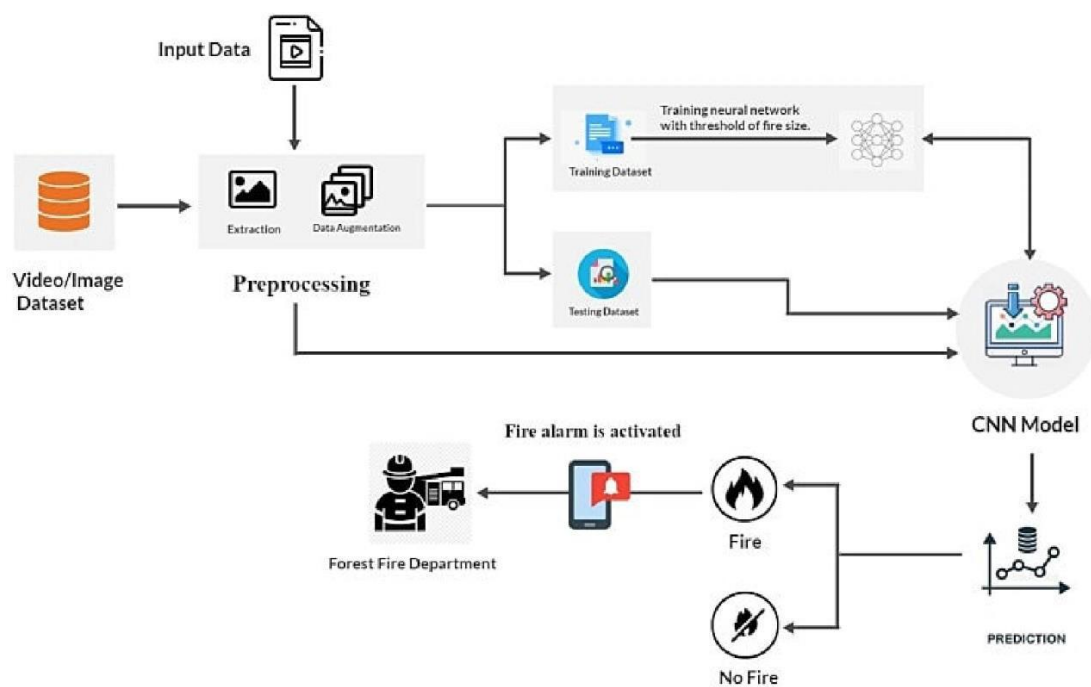 Input Data
Training neural network
with threshold of fire size.
Training Dataset
Extraction
Data Augmentation
Video/Image
Dataset
Preprocessing
Testing Dataset
CNN Model
Fire alarm is activated
Fire
Forest Fire Department
PREDICTION
No Fire